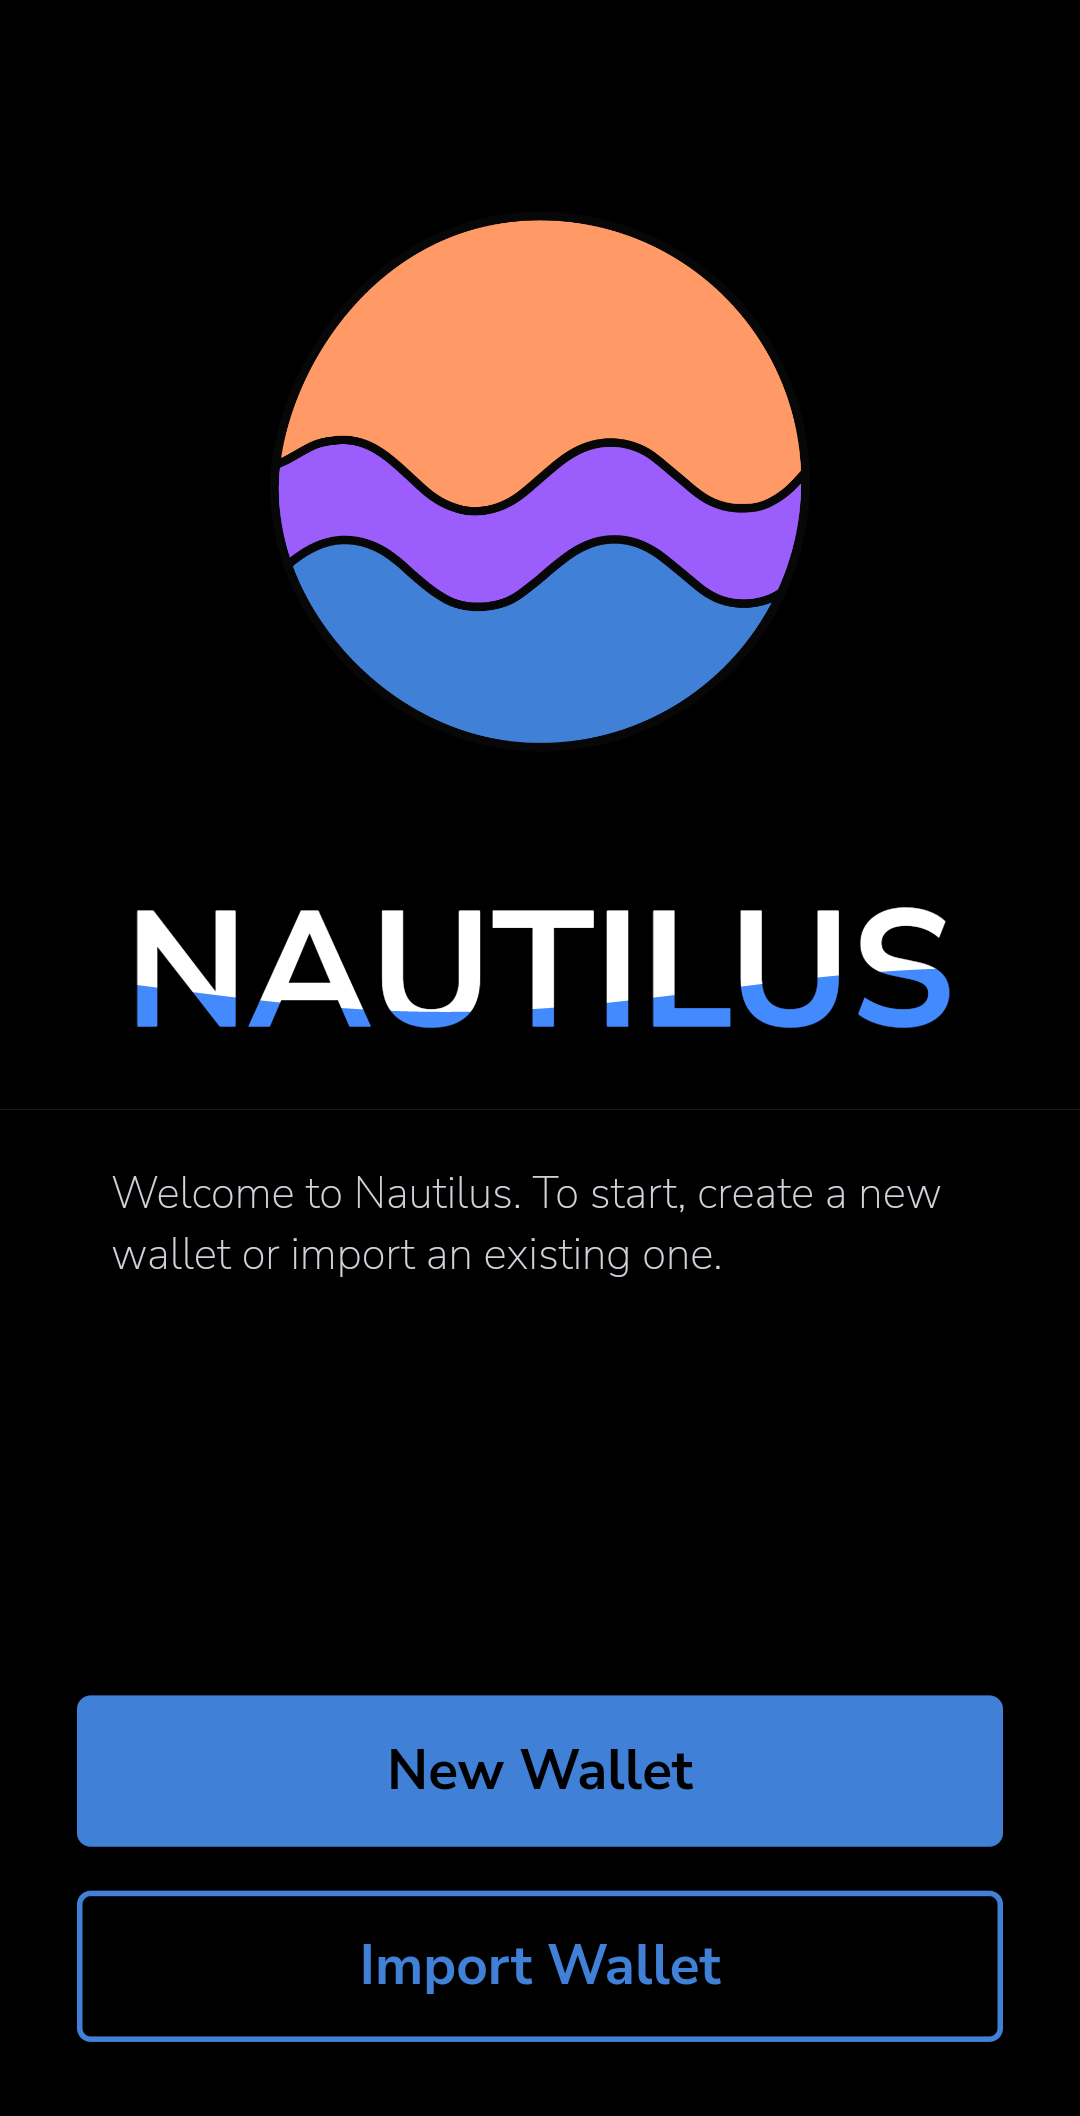 NAUTILUS
Welcome to Nautilus. To start, create a new
wallet or import an existing one.
New Wallet
Import Wallet